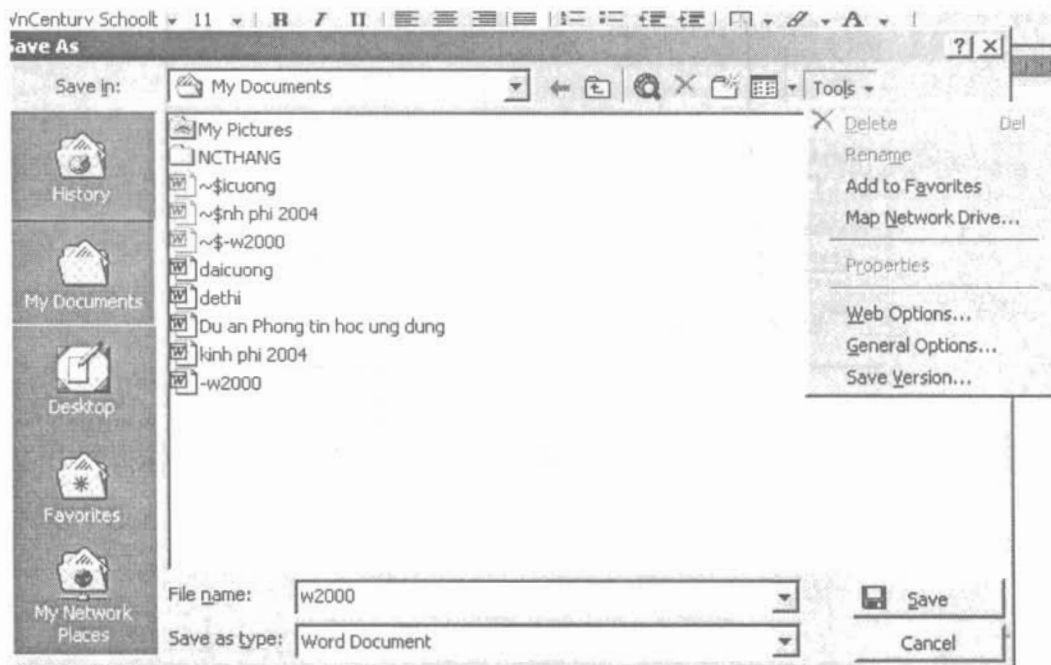 VnCentury Schoolt 11 B I U
Save As
Save in:
My Documents
Tools
My Pictures
NCTHANG
~$icuong
~$nh phi 2004
~$-w2000
daicuong
dethi
Du an Phong tin hoc ung dung
kinh phi 2004
-w2000
History
My Documents
Desktop
Favorites
My Network
Places
Delete Del
Rename
Add to Favorites
Map Network Drive...
Properties
Web Options...
General Options...
Save Version...
File name: w2000
Save
Save as type: Word Document
Cancel